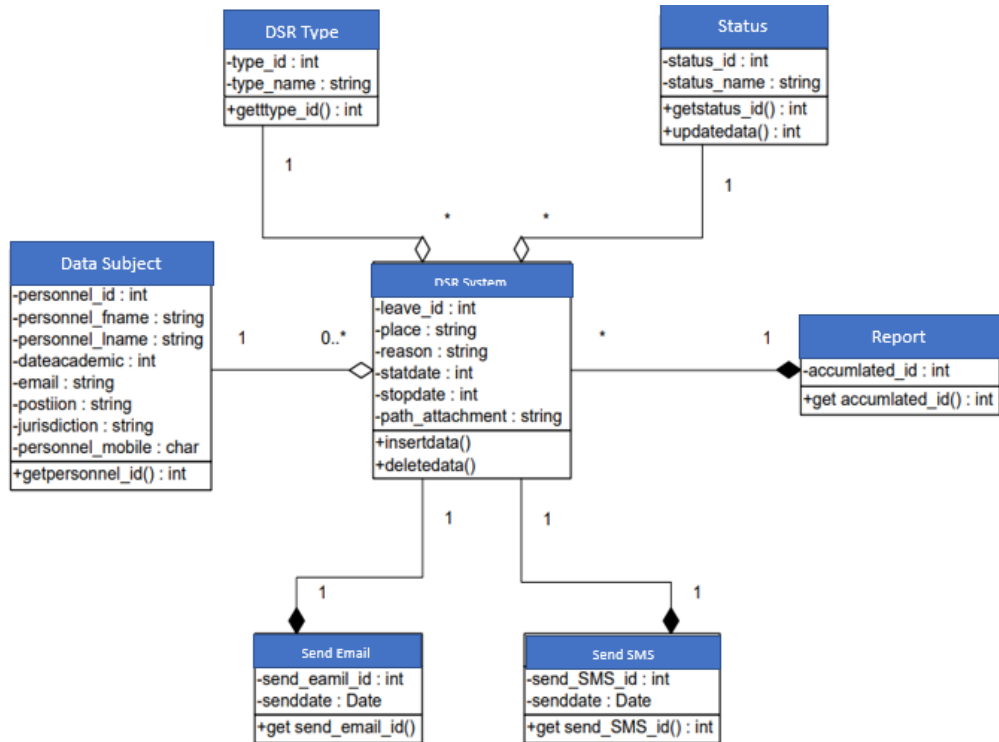 DSR Type
-type_id : int
-type_name : string
+getttype_id() : int
Status
-status_id : int
-status_name : string
+getstatus_id() : int
+updatedata() : int
1
1
*
*
Data Subject
-personnel_id : int
-personnel_fname : string
-personnel_lname : string
-dateacademic : int
-email : string
-postiion : string
-jurisdiction : string
-personnel_mobile : char
+getpersonnel_id() : int
1
0..*
DSR System
-leave_id : int
-place : string
-reason : string
-statdate : int
-stopdate : int
-path_attachment : string
+insertdata()
+deletedata()
*
1
Report
-accumlated_id : int
+get accumlated_id() : int
1
1
1
1
Send Email
-send_eamil_id : int
-senddate : Date
+get send_email_id()
Send SMS
-send_SMS_id : int
-senddate : Date
+get send_SMS_id() : int